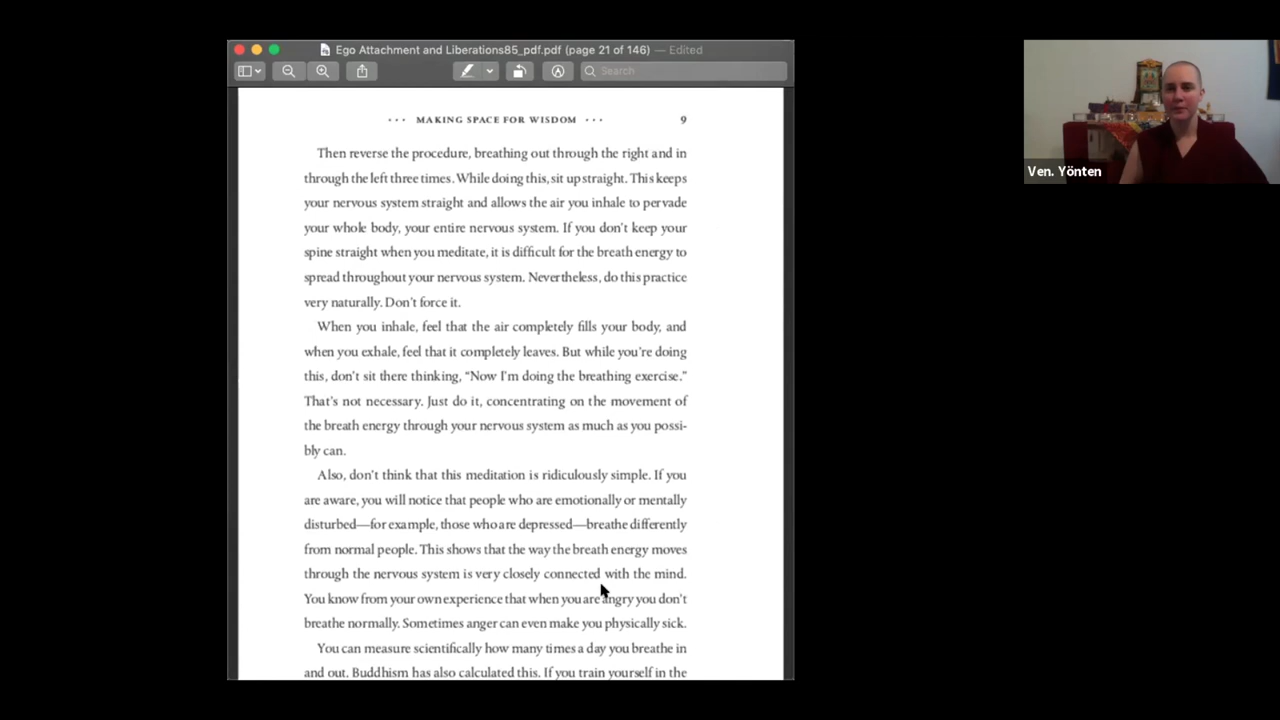 Ego Attachment and Liberations85_pdf.pdf (page 21 of 146) — Edited
Search
··· MAKING SPACE FOR WISDOM ··· 9
Then reverse the procedure, breathing out through the right and in
through the left three times. While doing this, sit up straight. This keeps
your nervous system straight and allows the air you inhale to pervade
your whole body, your entire nervous system. If you don't keep your
spine straight when you meditate, it is difficult for the breath energy to
spread throughout your nervous system. Nevertheless, do this practice
very naturally. Don't force it.
When you inhale, feel that the air completely fills your body, and
when you exhale, feel that it completely leaves. But while you're doing
this, don't sit there thinking, “Now I'm doing the breathing exercise.”
That's not necessary. Just do it, concentrating on the movement of
the breath energy through your nervous system as much as you possi-
bly can.
Also, don't think that this meditation is ridiculously simple. If you
are aware, you will notice that people who are emotionally or mentally
disturbed—for example, those who are depressed—breathe differently
from normal people. This shows that the way the breath energy moves
through the nervous system is very closely connected with the mind.
You know from your own experience that when you are angry you don't
breathe normally. Sometimes anger can even make you physically sick.
You can measure scientifically how many times a day you breathe in
and out. Buddhism has also calculated this. If you train yourself in the
Ven. Yönten